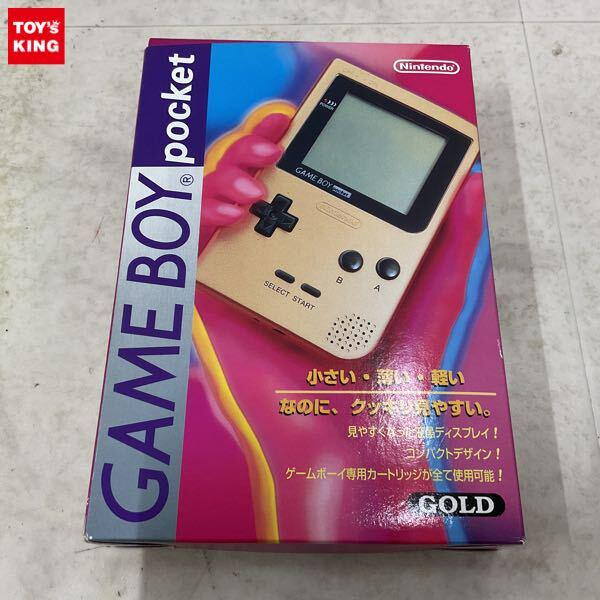 TOY's
KING
Nintendo
GAME BOY® pocket
POWER
GAME BOY pocket
Nintendo
B A
SELECT START
小さい・薄い・軽い
なのに、クッキリ見やすい。
見やすくなった液晶ディスプレイ!
コンパクトデザイン!
ゲームボーイ専用カートリッジが全て使用可能!
GOLD